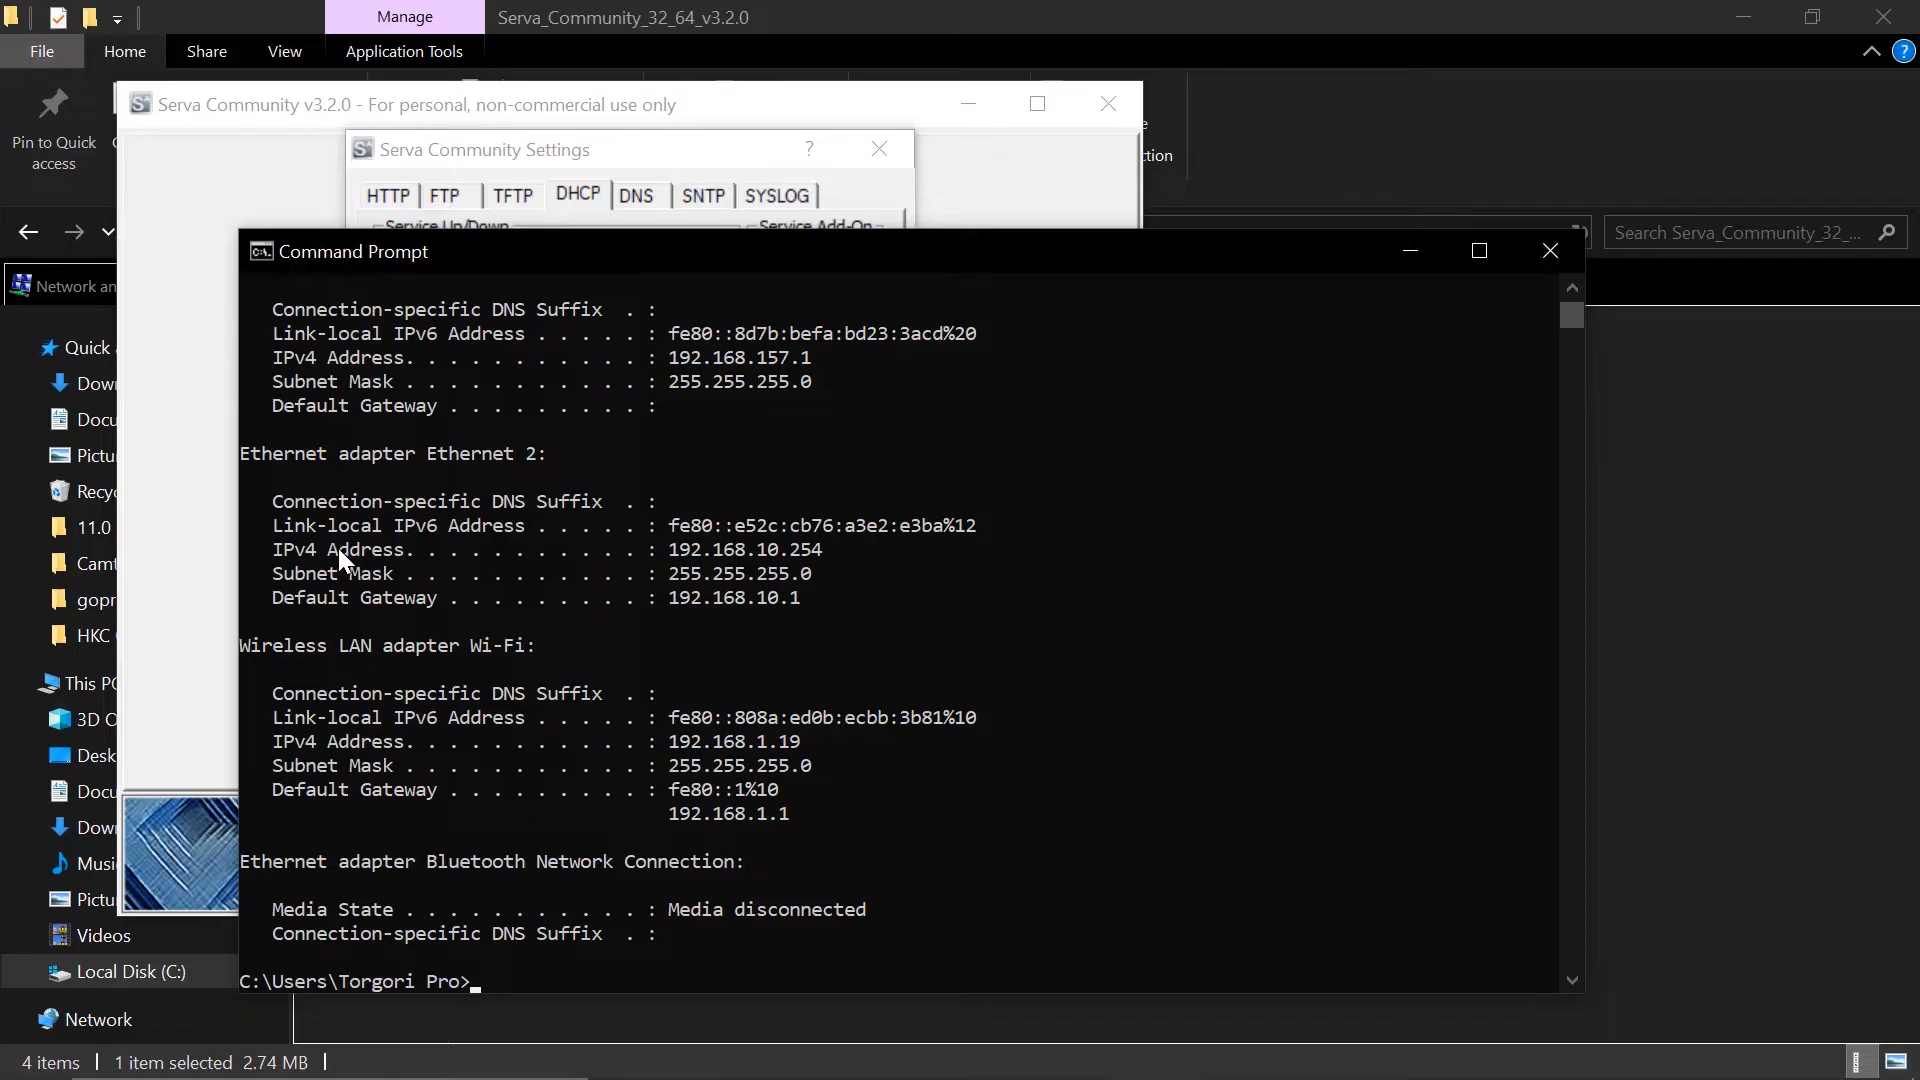 Manage
Serva_Community_32_64_v3.2.0
File
Home
Share
View
Application Tools
?
Pin to Quick
access
Serva Community v3.2.0 - For personal, non-commercial use only
Serva Community Settings
?
HTTP
FTP
TFTP
DHCP
DNS
SNTP
SYSLOG
Service Up/Down
Service Add-On
Search Serva_Community_32_...
Network an
Command Prompt
Connection-specific DNS Suffix . :
Link-local IPv6 Address . . . . . : fe80::8d7b:befa:bd23:3acd%20
IPv4 Address. . . . . . . . . . . : 192.168.157.1
Subnet Mask . . . . . . . . . . . : 255.255.255.0
Default Gateway . . . . . . . . . :
Ethernet adapter Ethernet 2:
Connection-specific DNS Suffix . :
Link-local IPv6 Address . . . . . : fe80::e52c:cb76:a3e2:e3ba%12
IPv4 Address. . . . . . . . . . . : 192.168.10.254
Subnet Mask . . . . . . . . . . . : 255.255.255.0
Default Gateway . . . . . . . . . : 192.168.10.1
Wireless LAN adapter Wi-Fi:
Connection-specific DNS Suffix . :
Link-local IPv6 Address . . . . . : fe80::808a:ed0b:ecbb:3b81%10
IPv4 Address. . . . . . . . . . . : 192.168.1.19
Subnet Mask . . . . . . . . . . . : 255.255.255.0
Default Gateway . . . . . . . . . : fe80::1%10
192.168.1.1
Ethernet adapter Bluetooth Network Connection:
Media State . . . . . . . . . . . : Media disconnected
Connection-specific DNS Suffix . :
C:\Users\Torgori Pro>
Quick
Dow
Docu
Pictu
Recy
11.0
Camt
gopr
HKC
This PC
3D O
Desk
Docu
Dow
Musi
Pictu
Videos
Local Disk (C:)
Network
4 items
1 item selected 2.74 MB